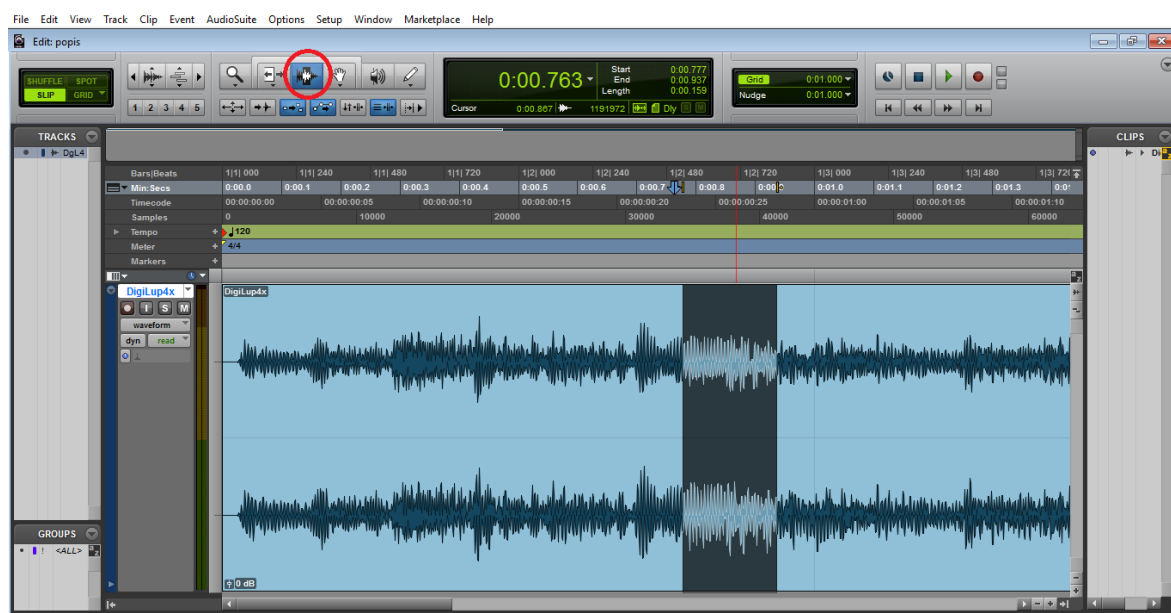 File Edit View Track Clip Event AudioSuite Options Setup Window Marketplace Help
Edit: popis
SHUFFLE SPOT
SLIP GRID
1 2 3 4 5
0:00.763
Start 0:00.777
End 0:00.937
Length 0:00.159
Cursor 0:00.867 1191972 Dly S M
Grid 0:01.000
Nudge 0:01.000
TRACKS
DgL4
CLIPS
Di
Bars|Beats 1|1| 000 1|1| 240 1|1| 480 1|1| 720 1|2| 000 1|2| 240 1|2| 480 1|2| 720 1|3| 000 1|3| 240 1|3| 480 1|3| 720
Min:Secs 0:00.0 0:00.1 0:00.2 0:00.3 0:00.4 0:00.5 0:00.6 0:00.7 0:00.8 0:00 0:01.0 0:01.1 0:01.2 0:01.3 0:0
Timecode 00:00:00:00 00:00:00:05 00:00:00:10 00:00:00:15 00:00:00:20 00:00:00:25 00:00:01:00 00:00:01:05 00:00:01:10
Samples 0 10000 20000 30000 40000 50000 60000
Tempo + 120
Meter + 4/4
Markers +
DigiLup4x
I S M
waveform
dyn read
DigiLup4x
0 dB
GROUPS
! <ALL>